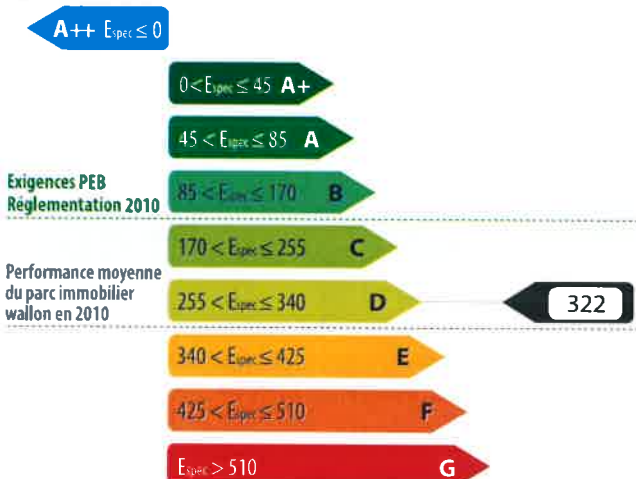 A++ Espec ≤ 0
0 < Espec ≤ 45 A+
45 < Espec ≤ 85 A
Exigences PEB
Réglementation 2010
85 < Espec ≤ 170 B
170 < Espec ≤ 255 C
Performance moyenne
du parc immobilier
wallon en 2010
255 < Espec ≤ 340 D
322
340 < Espec ≤ 425 E
425 < Espec ≤ 510 F
Espec > 510 G